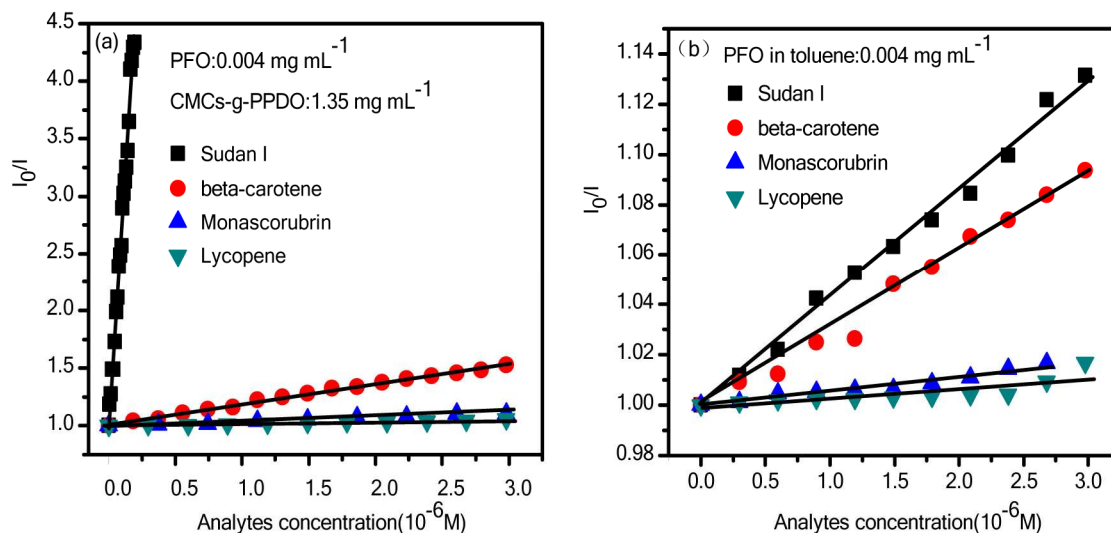 (a)
PFO:0.004 mg mL-1
CMCs-g-PPDO:1.35 mg mL-1
Sudan I
beta-carotene
Monascorubrin
Lycopene
4.5
4.0
3.5
3.0
2.5
2.0
1.5
1.0
I0/I
0.0 0.5 1.0 1.5 2.0 2.5 3.0
Analytes concentration(10-6M)
(b)
PFO in toluene:0.004 mg mL-1
Sudan I
beta-carotene
Monascorubrin
Lycopene
1.14
1.12
1.10
1.08
1.06
1.04
1.02
1.00
0.98
I0/I
0.0 0.5 1.0 1.5 2.0 2.5 3.0
Analytes concentration(10-6M)